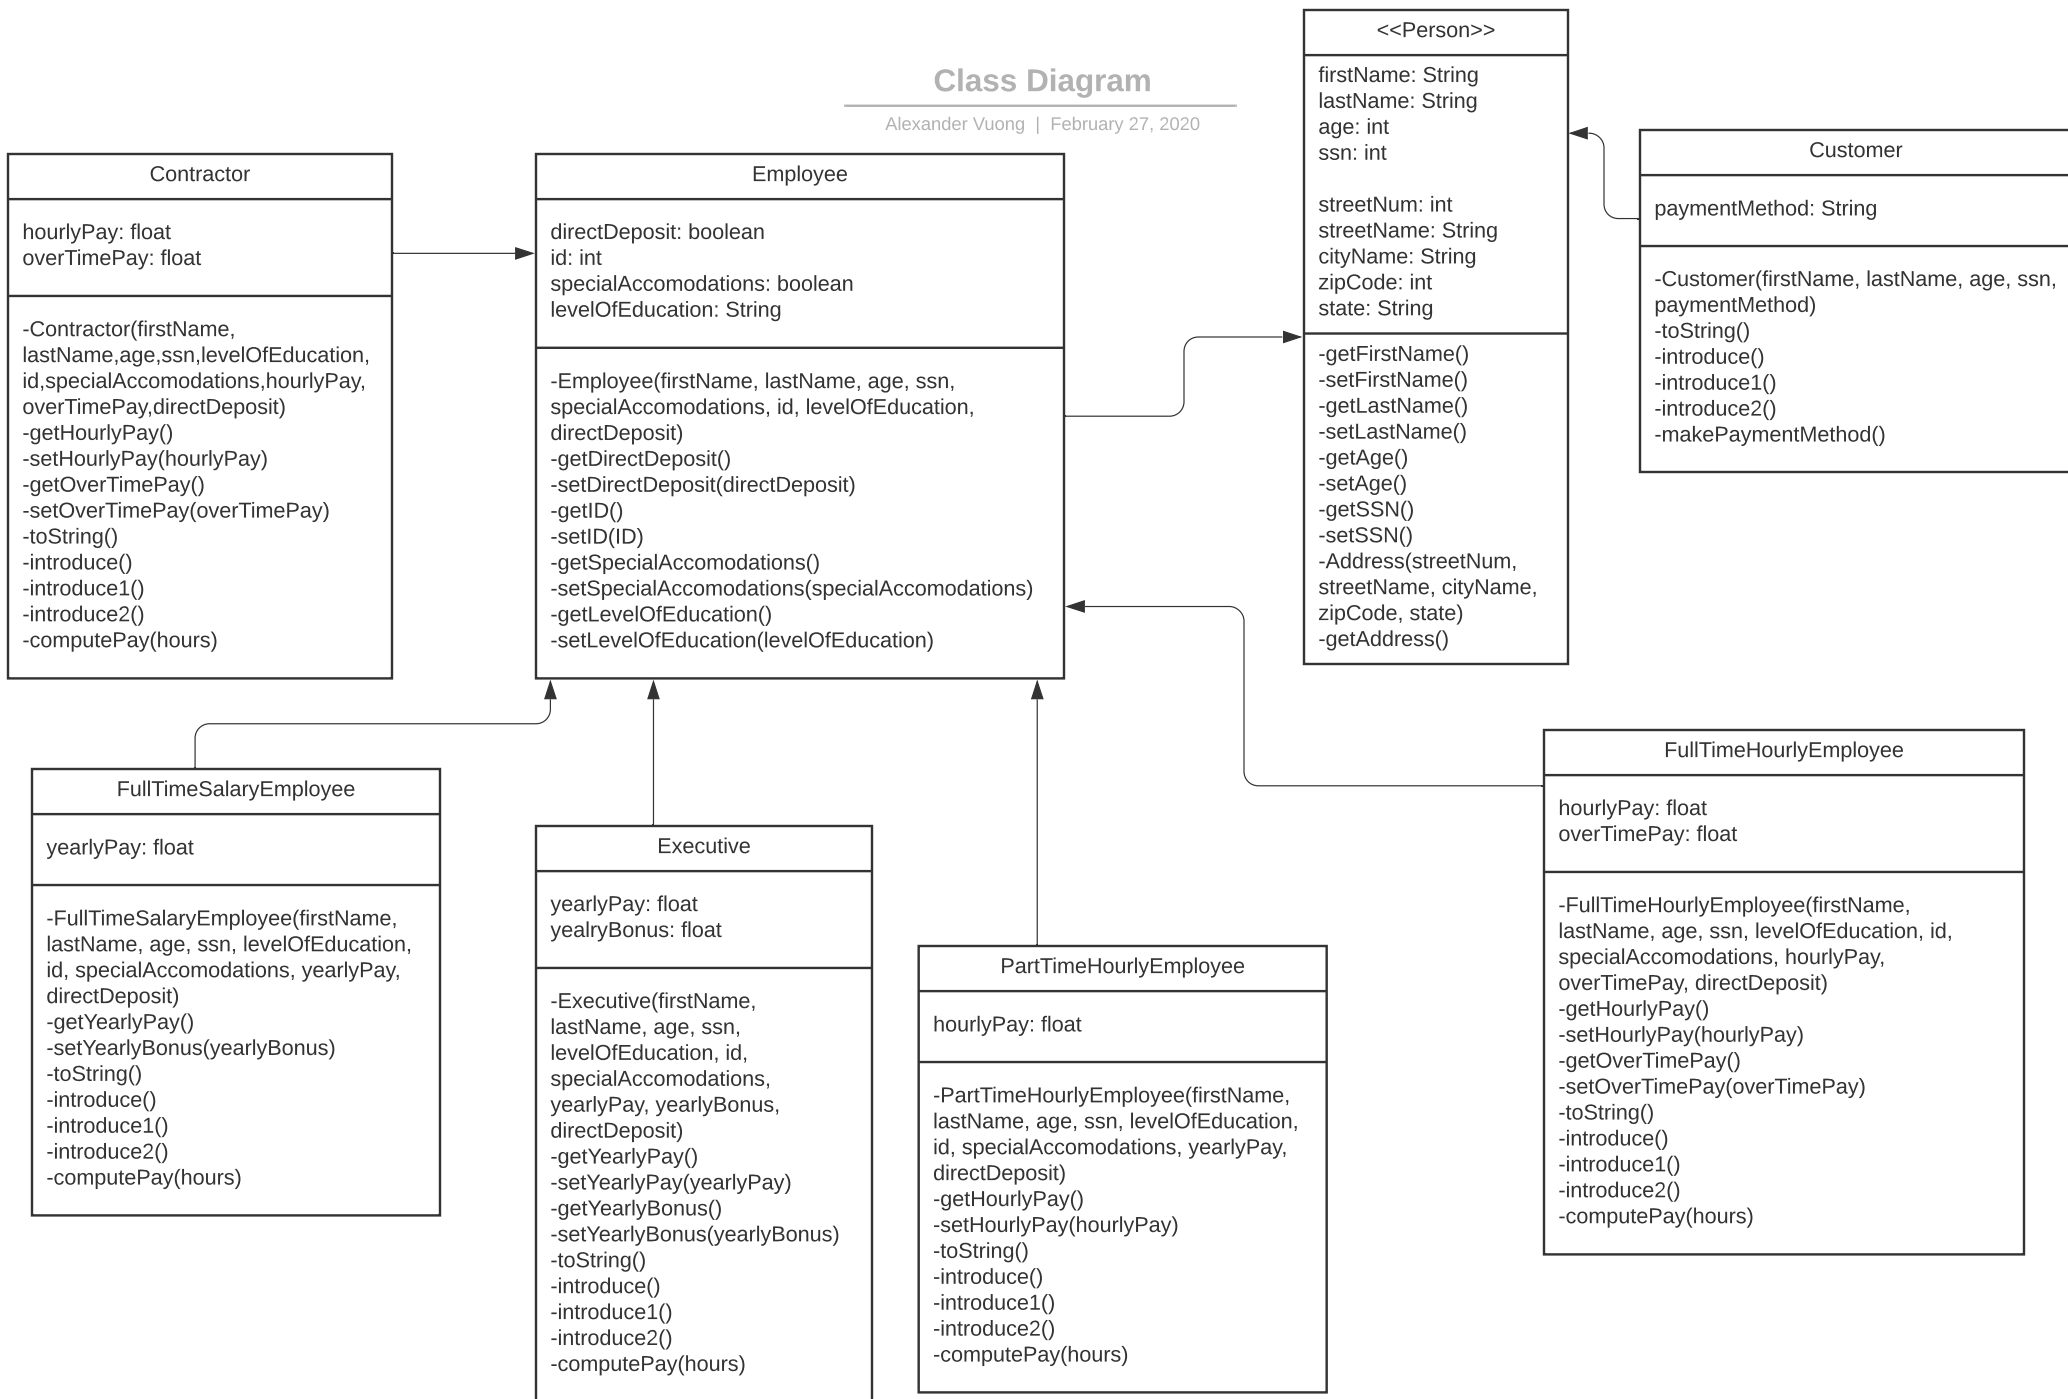 Class Diagram
Alexander Vuong | February 27, 2020
Contractor
hourlyPay: float
overTimePay: float
-Contractor(firstName,
lastName,age,ssn,levelOfEducation,
id,specialAccomodations,hourlyPay,
overTimePay,directDeposit)
-getHourlyPay()
-setHourlyPay(hourlyPay)
-getOverTimePay()
-setOverTimePay(overTimePay)
-toString()
-introduce()
-introduce1()
-introduce2()
-computePay(hours)
Employee
directDeposit: boolean
id: int
specialAccomodations: boolean
levelOfEducation: String
-Employee(firstName, lastName, age, ssn,
specialAccomodations, id, levelOfEducation,
directDeposit)
-getDirectDeposit()
-setDirectDeposit(directDeposit)
-getID()
-setID(ID)
-getSpecialAccomodations()
-setSpecialAccomodations(specialAccomodations)
-getLevelOfEducation()
-setLevelOfEducation(levelOfEducation)
<<Person>>
firstName: String
lastName: String
age: int
ssn: int
streetNum: int
streetName: String
cityName: String
zipCode: int
state: String
-getFirstName()
-setFirstName()
-getLastName()
-setLastName()
-getAge()
-setAge()
-getSSN()
-setSSN()
-Address(streetNum,
streetName, cityName,
zipCode, state)
-getAddress()
Customer
paymentMethod: String
-Customer(firstName, lastName, age, ssn,
paymentMethod)
-toString()
-introduce()
-introduce1()
-introduce2()
-makePaymentMethod()
FullTimeSalaryEmployee
yearlyPay: float
-FullTimeSalaryEmployee(firstName,
lastName, age, ssn, levelOfEducation,
id, specialAccomodations, yearlyPay,
directDeposit)
-getYearlyPay()
-setYearlyBonus(yearlyBonus)
-toString()
-introduce()
-introduce1()
-introduce2()
-computePay(hours)
Executive
yearlyPay: float
yealryBonus: float
-Executive(firstName,
lastName, age, ssn,
levelOfEducation, id,
specialAccomodations,
yearlyPay, yearlyBonus,
directDeposit)
-getYearlyPay()
-setYearlyPay(yearlyPay)
-getYearlyBonus()
-setYearlyBonus(yearlyBonus)
-toString()
-introduce()
-introduce1()
-introduce2()
-computePay(hours)
PartTimeHourlyEmployee
hourlyPay: float
-PartTimeHourlyEmployee(firstName,
lastName, age, ssn, levelOfEducation,
id, specialAccomodations, yearlyPay,
directDeposit)
-getHourlyPay()
-setHourlyPay(hourlyPay)
-toString()
-introduce()
-introduce1()
-introduce2()
-computePay(hours)
FullTimeHourlyEmployee
hourlyPay: float
overTimePay: float
-FullTimeHourlyEmployee(firstName,
lastName, age, ssn, levelOfEducation, id,
specialAccomodations, hourlyPay,
overTimePay, directDeposit)
-getHourlyPay()
-setHourlyPay(hourlyPay)
-getOverTimePay()
-setOverTimePay(overTimePay)
-toString()
-introduce()
-introduce1()
-introduce2()
-computePay(hours)